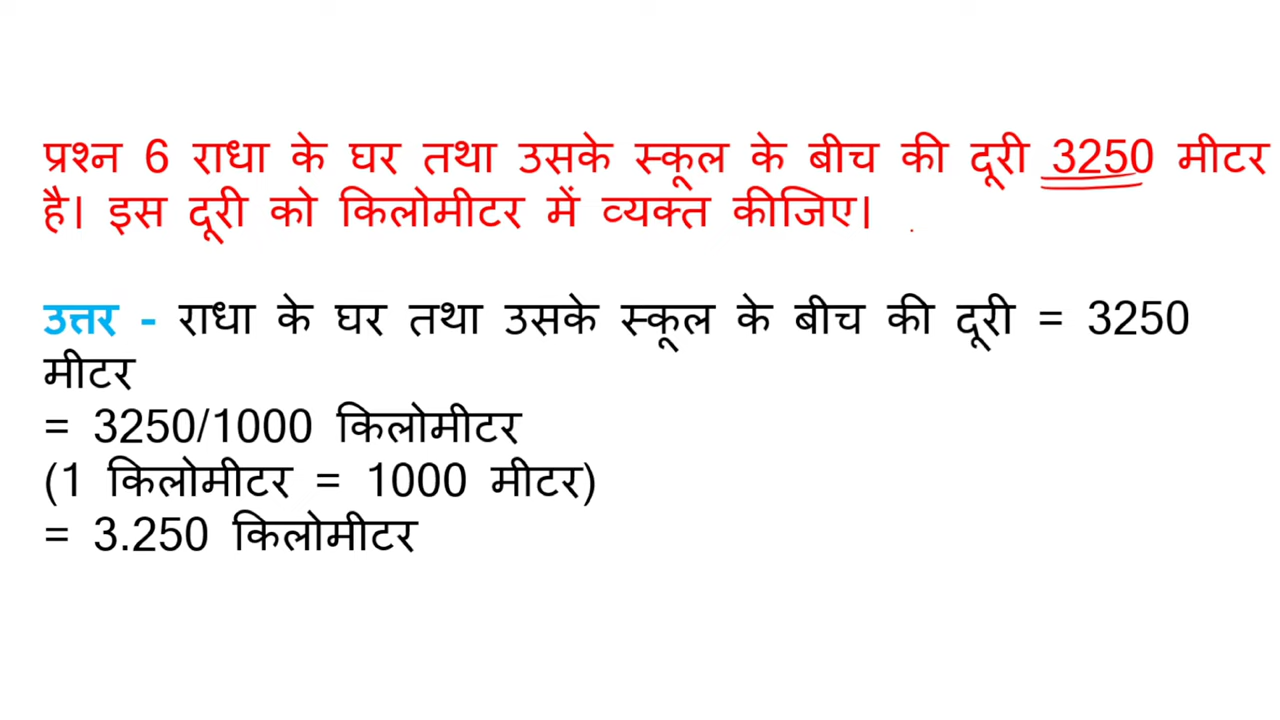 प्रश्न 6 राधा के घर तथा उसके स्कूल के बीच की दूरी 3250 मीटर
है। इस दूरी को किलोमीटर में व्यक्त कीजिए।
उत्तर - राधा के घर तथा उसके स्कूल के बीच की दूरी = 3250
मीटर
= 3250/1000 किलोमीटर
(1 किलोमीटर = 1000 मीटर)
= 3.250 किलोमीटर